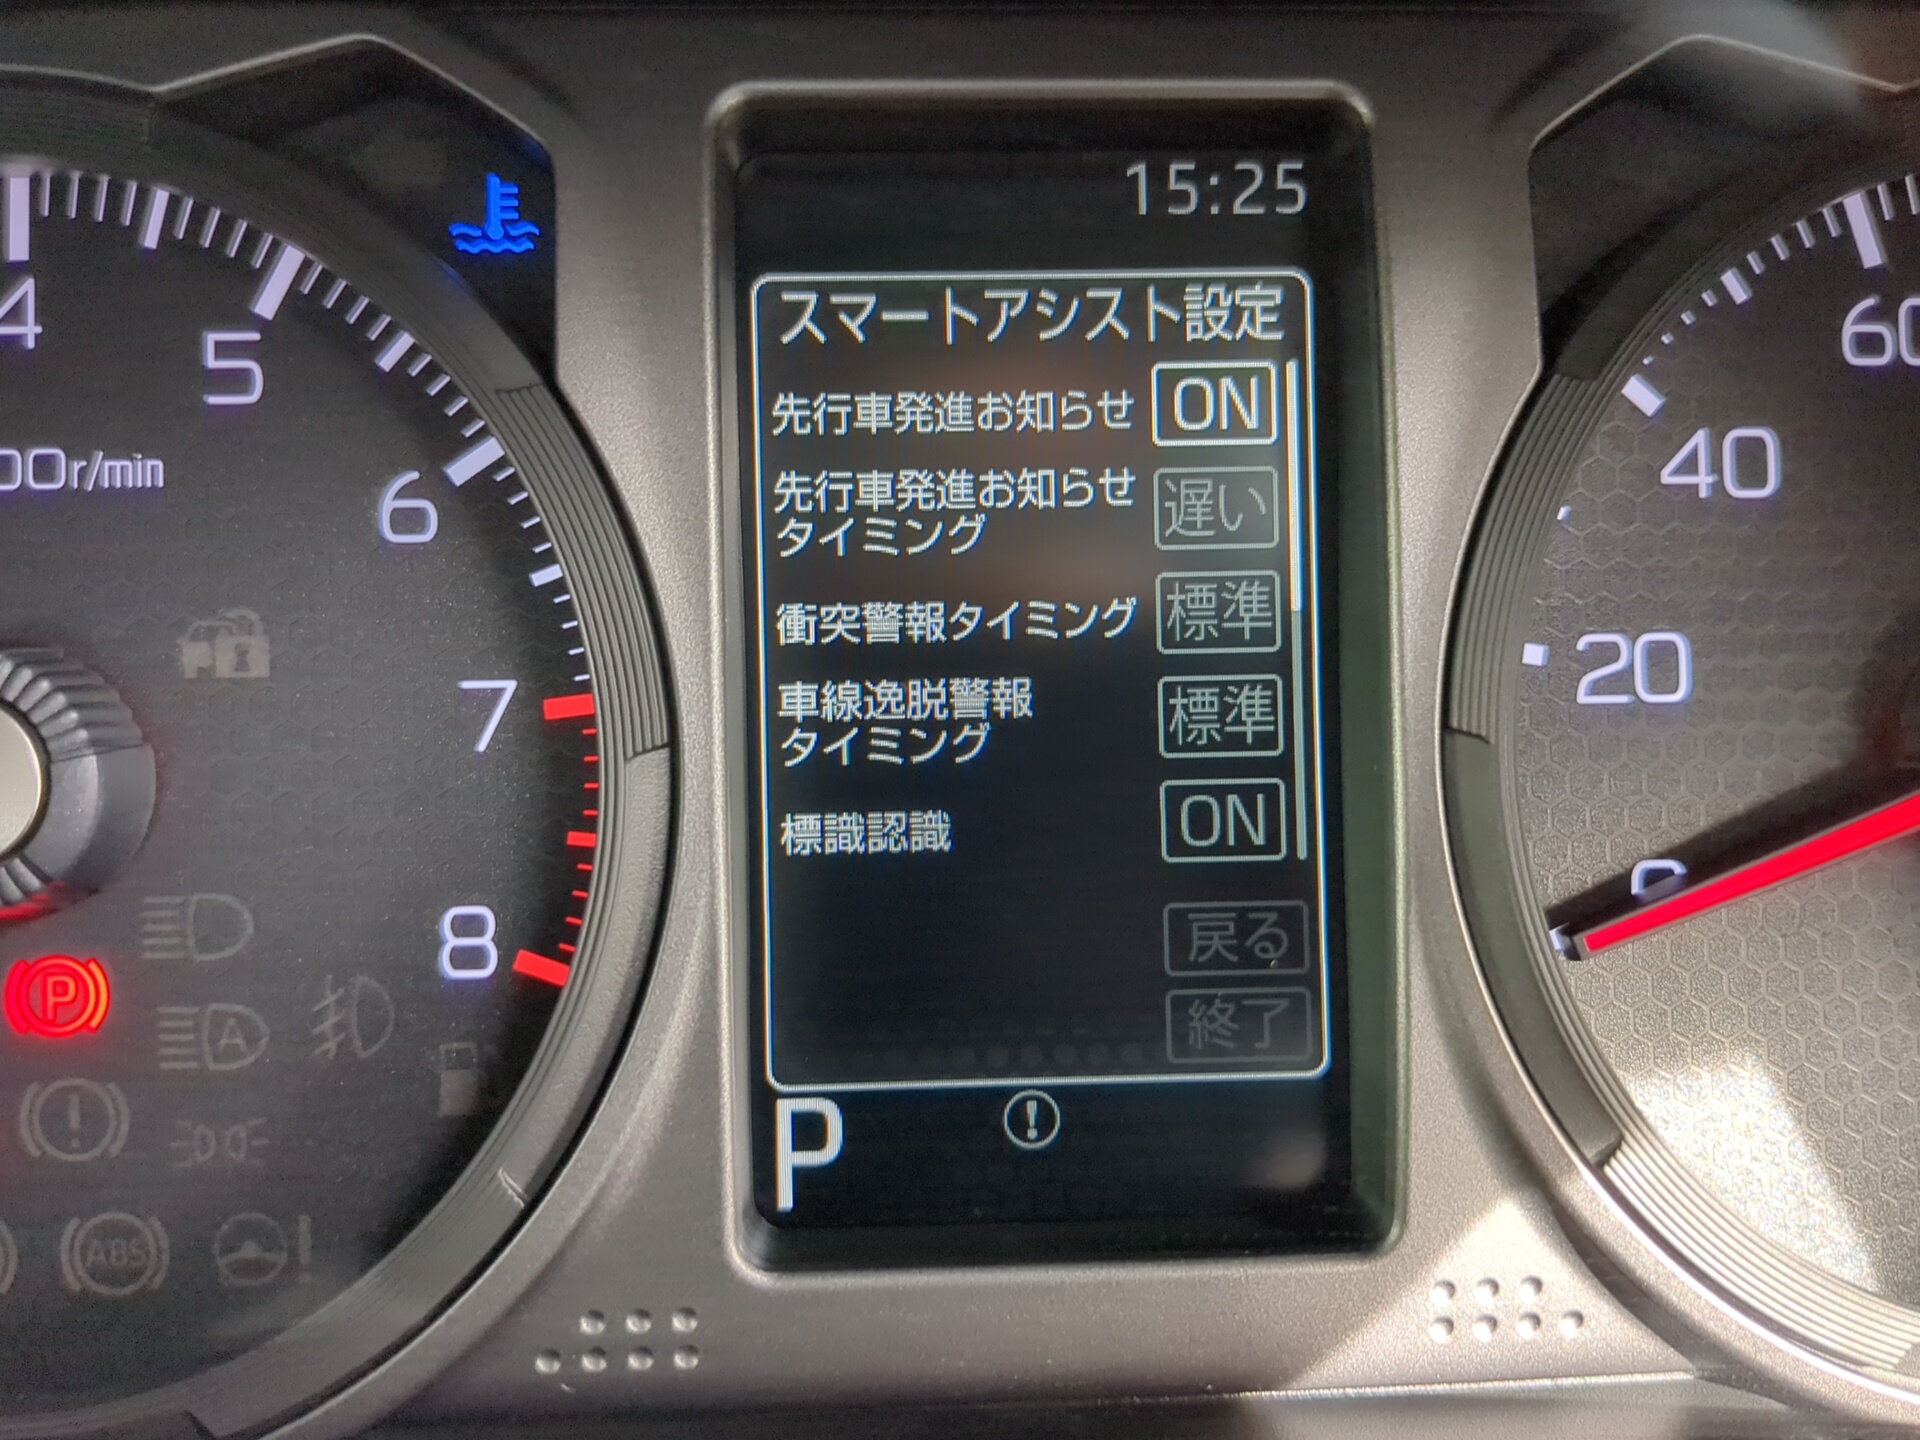 15:25
スマートアシスト設定
先行車発進お知らせ ON
先行車発進お知らせ
タイミング 遅い
衝突警報タイミング 標準
車線逸脱警報
タイミング 標準
標識認識 ON
戻る
終了
P
4
5
6
7
8
00r/min
P
A
ABS
60
40
20
0